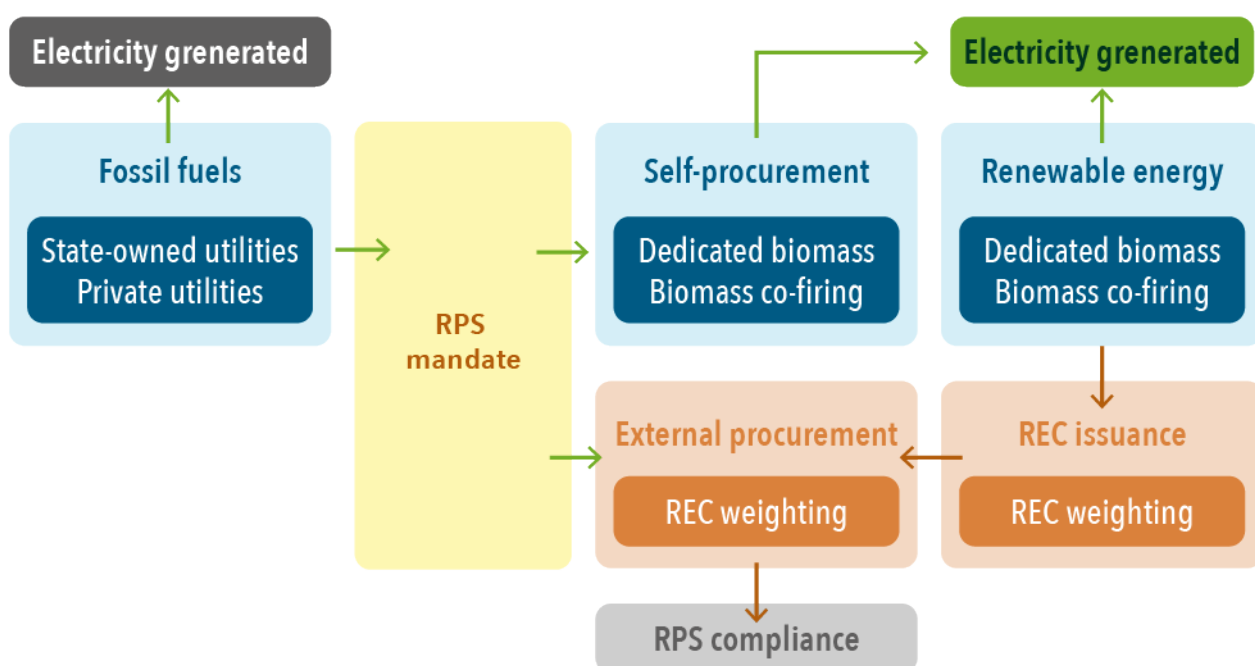 Electricity grenerated
Electricity grenerated
Fossil fuels
State-owned utilities
Private utilities
RPS
mandate
Self-procurement
Dedicated biomass
Biomass co-firing
Renewable energy
Dedicated biomass
Biomass co-firing
External procurement
REC weighting
REC issuance
REC weighting
RPS compliance